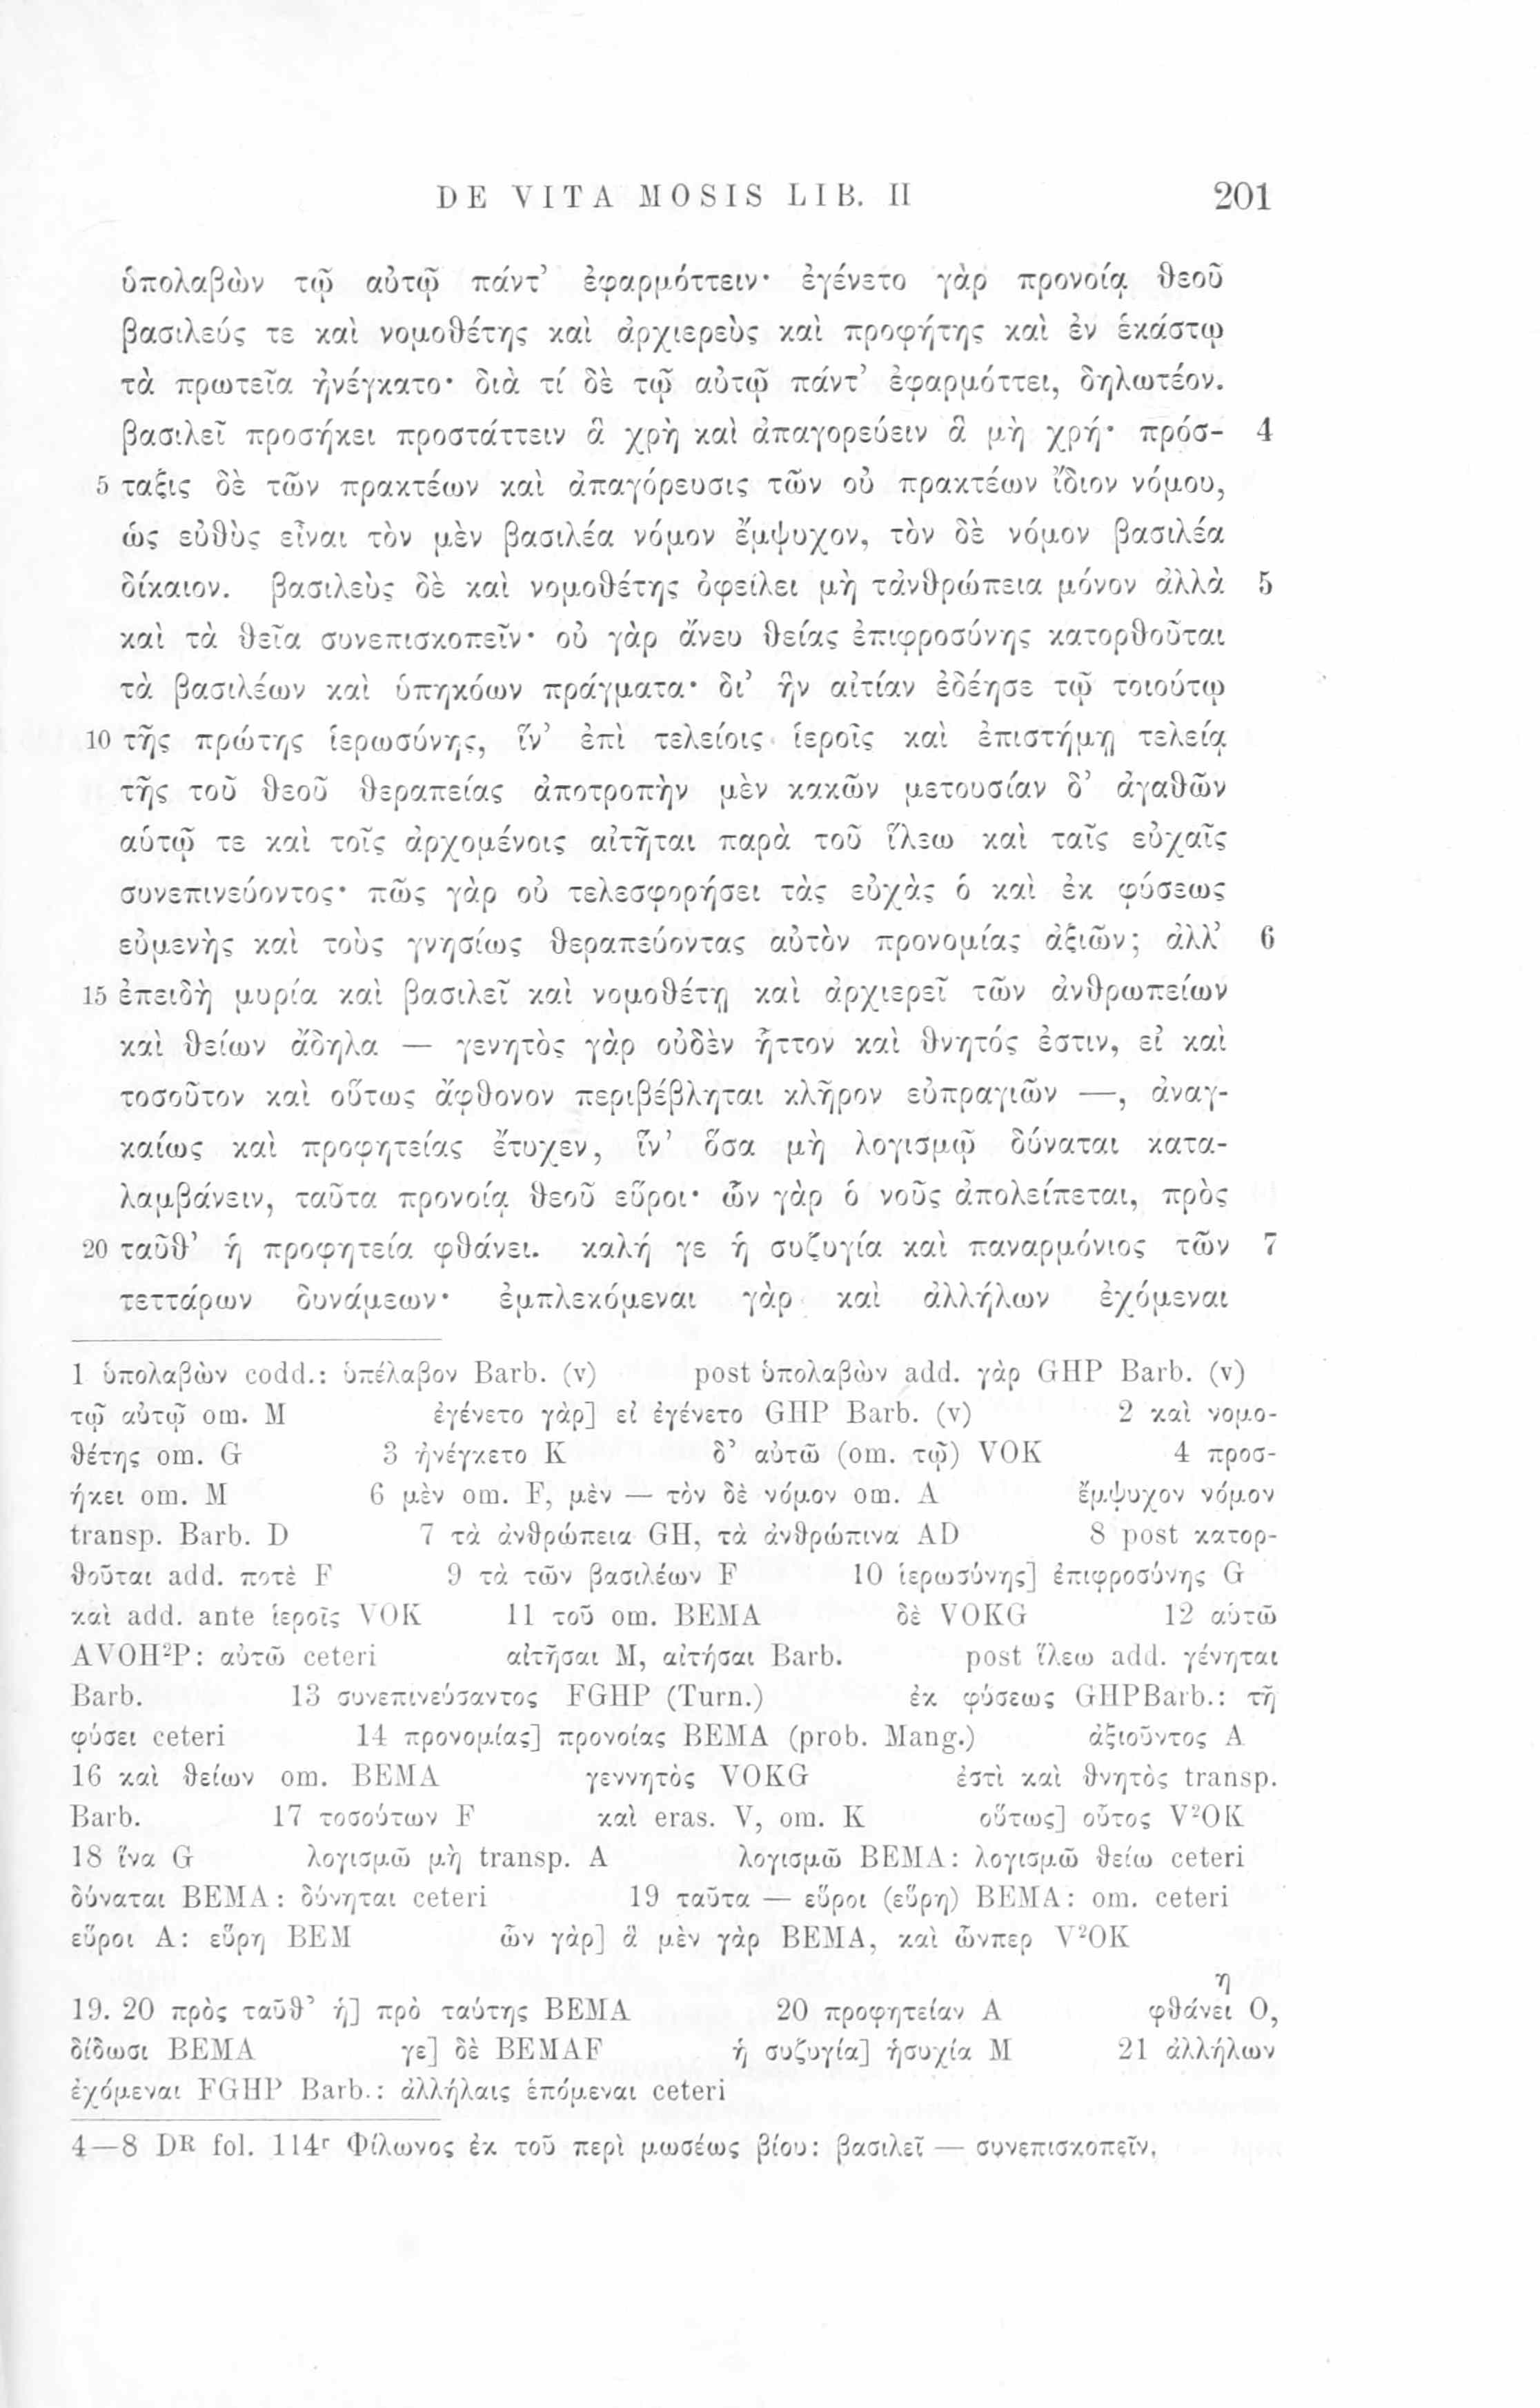 DE VITA MOSIS LIB. II 201
ὑπολαβὼν τῷ αὐτῷ πάντ’ ἐφαρμόττειν· ἐγένετο γὰρ προνοίᾳ θεοῦ
βασιλεύς τε καὶ νομοθέτης καὶ ἀρχιερεὺς καὶ προφήτης καὶ ἐν ἑκάστῳ
τὰ πρωτεῖα ἠνέγκατο· διὰ τί δὲ τῷ αὐτῷ πάντ’ ἐφαρμόττει, δηλωτέον.
βασιλεῖ προσήκει προστάττειν ἃ χρὴ καὶ ἀπαγορεύειν ἃ μὴ χρή· πρόσ- 4
5 ταξις δὲ τῶν πρακτέων καὶ ἀπαγόρευσις τῶν οὐ πρακτέων ἴδιον νόμου,
ὡς εὐθὺς εἶναι τὸν μὲν βασιλέα νόμον ἔμψυχον, τὸν δὲ νόμον βασιλέα
δίκαιον. βασιλεὺς δὲ καὶ νομοθέτης ὀφείλει μὴ τἀνθρώπεια μόνον ἀλλὰ 5
καὶ τὰ θεῖα συνεπισκοπεῖν· οὐ γὰρ ἄνευ θείας ἐπιφροσύνης κατορθοῦται
τὰ βασιλέων καὶ ὑπηκόων πράγματα· δι’ ἣν αἰτίαν ἐδέησε τῷ τοιούτῳ
10 τῆς πρώτης ἱερωσύνης, ἵν’ ἐπὶ τελείοις ἱεροῖς καὶ ἐπιστήμῃ τελείᾳ
τῆς τοῦ θεοῦ θεραπείας ἀποτροπὴν μὲν κακῶν μετουσίαν δ’ ἀγαθῶν
αὑτῷ τε καὶ τοῖς ἀρχομένοις αἰτῆται παρὰ τοῦ ἵλεω καὶ ταῖς εὐχαῖς
συνεπινεύοντος· πῶς γὰρ οὐ τελεσφορήσει τὰς εὐχὰς ὁ καὶ ἐκ φύσεως
εὐμενὴς καὶ τοὺς γνησίως θεραπεύοντας αὐτὸν προνομίας ἀξιῶν; ἀλλ’ 6
15 ἐπειδὴ μυρία καὶ βασιλεῖ καὶ νομοθέτῃ καὶ ἀρχιερεῖ τῶν ἀνθρωπείων
καὶ θείων ἄδηλα — γενητὸς γὰρ οὐδὲν ἧττον καὶ θνητός ἐστιν, εἰ καὶ
τοσοῦτον καὶ οὕτως ἄφθονον περιβέβληται κλῆρον εὐπραγιῶν —, ἀναγ-
καίως καὶ προφητείας ἔτυχεν, ἵν’ ὅσα μὴ λογισμῷ δύναται κατα-
λαμβάνειν, ταῦτα προνοίᾳ θεοῦ εὕροι· ὧν γὰρ ὁ νοῦς ἀπολείπεται, πρὸς
20 ταῦθ’ ἡ προφητεία φθάνει. καλή γε ἡ συζυγία καὶ παναρμόνιος τῶν 7
τεττάρων δυνάμεων· ἐμπλεκόμεναι γὰρ καὶ ἀλλήλων ἐχόμεναι
1 ὑπολαβὼν codd.: ὑπέλαβον Barb. (v) post ὑπολαβὼν add. γὰρ GHP Barb. (v)
τῷ αὐτῷ om. M ἐγένετο γὰρ] εἰ ἐγένετο GHP Barb. (v) 2 καὶ νομο-
θέτης om. G 3 ἠνέγκετο K δ’ αὐτῶ (om. τῷ) VOK 4 προσ-
ήκει om. M 6 μὲν om. F, μὲν — τὸν δὲ νόμον om. A ἔμψυχον νόμον
transp. Barb. D 7 τὰ ἀνθρώπεια GH, τὰ ἀνθρώπινα AD 8 post κατορ-
θοῦται add. ποτὲ F 9 τὰ τῶν βασιλέων F 10 ἱερωσύνης] ἐπιφροσύνης G
καὶ add. ante ἱεροῖς VOK 11 τοῦ om. BEMA δὲ VOKG 12 αὑτῶ
AVOH²P: αὐτῶ ceteri αἰτῆσαι M, αἰτήσαι Barb. post ἵλεω add. γένηται
Barb. 13 συνεπινεύσαντος FGHP (Turn.) ἐκ φύσεως GHPBarb.: τῆ
φύσει ceteri 14 προνομίας] προνοίας BEMA (prob. Mang.) ἀξιοῦντος A
16 καὶ θείων om. BEMA γεννητὸς VOKG ἐστὶ καὶ θνητὸς transp.
Barb. 17 τοσούτων F καὶ eras. V, om. K οὕτως] οὗτος V²OK
18 ἵνα G λογισμῶ μὴ transp. A λογισμῶ BEMA: λογισμῶ θείω ceteri
δύναται BEMA: δύνηται ceteri 19 ταῦτα — εὕροι (εὕρη) BEMA: om. ceteri
εὕροι A: εὕρη BEM ὧν γὰρ] ἃ μὲν γὰρ BEMA, καὶ ὧνπερ V²OK
η
19. 20 πρὸς ταῦθ’ ἡ] πρὸ ταύτης BEMA 20 προφητείαν A φθάνει O,
δίδωσι BEMA γε] δὲ BEMAF ἡ συζυγία] ἡσυχία M 21 ἀλλήλων
ἐχόμεναι FGHP Barb.: ἀλλήλαις ἑπόμεναι ceteri
4—8 DR fol. 114r Φίλωνος ἐκ τοῦ περὶ μωσέως βίου: βασιλεῖ — συνεπισκοπεῖν.